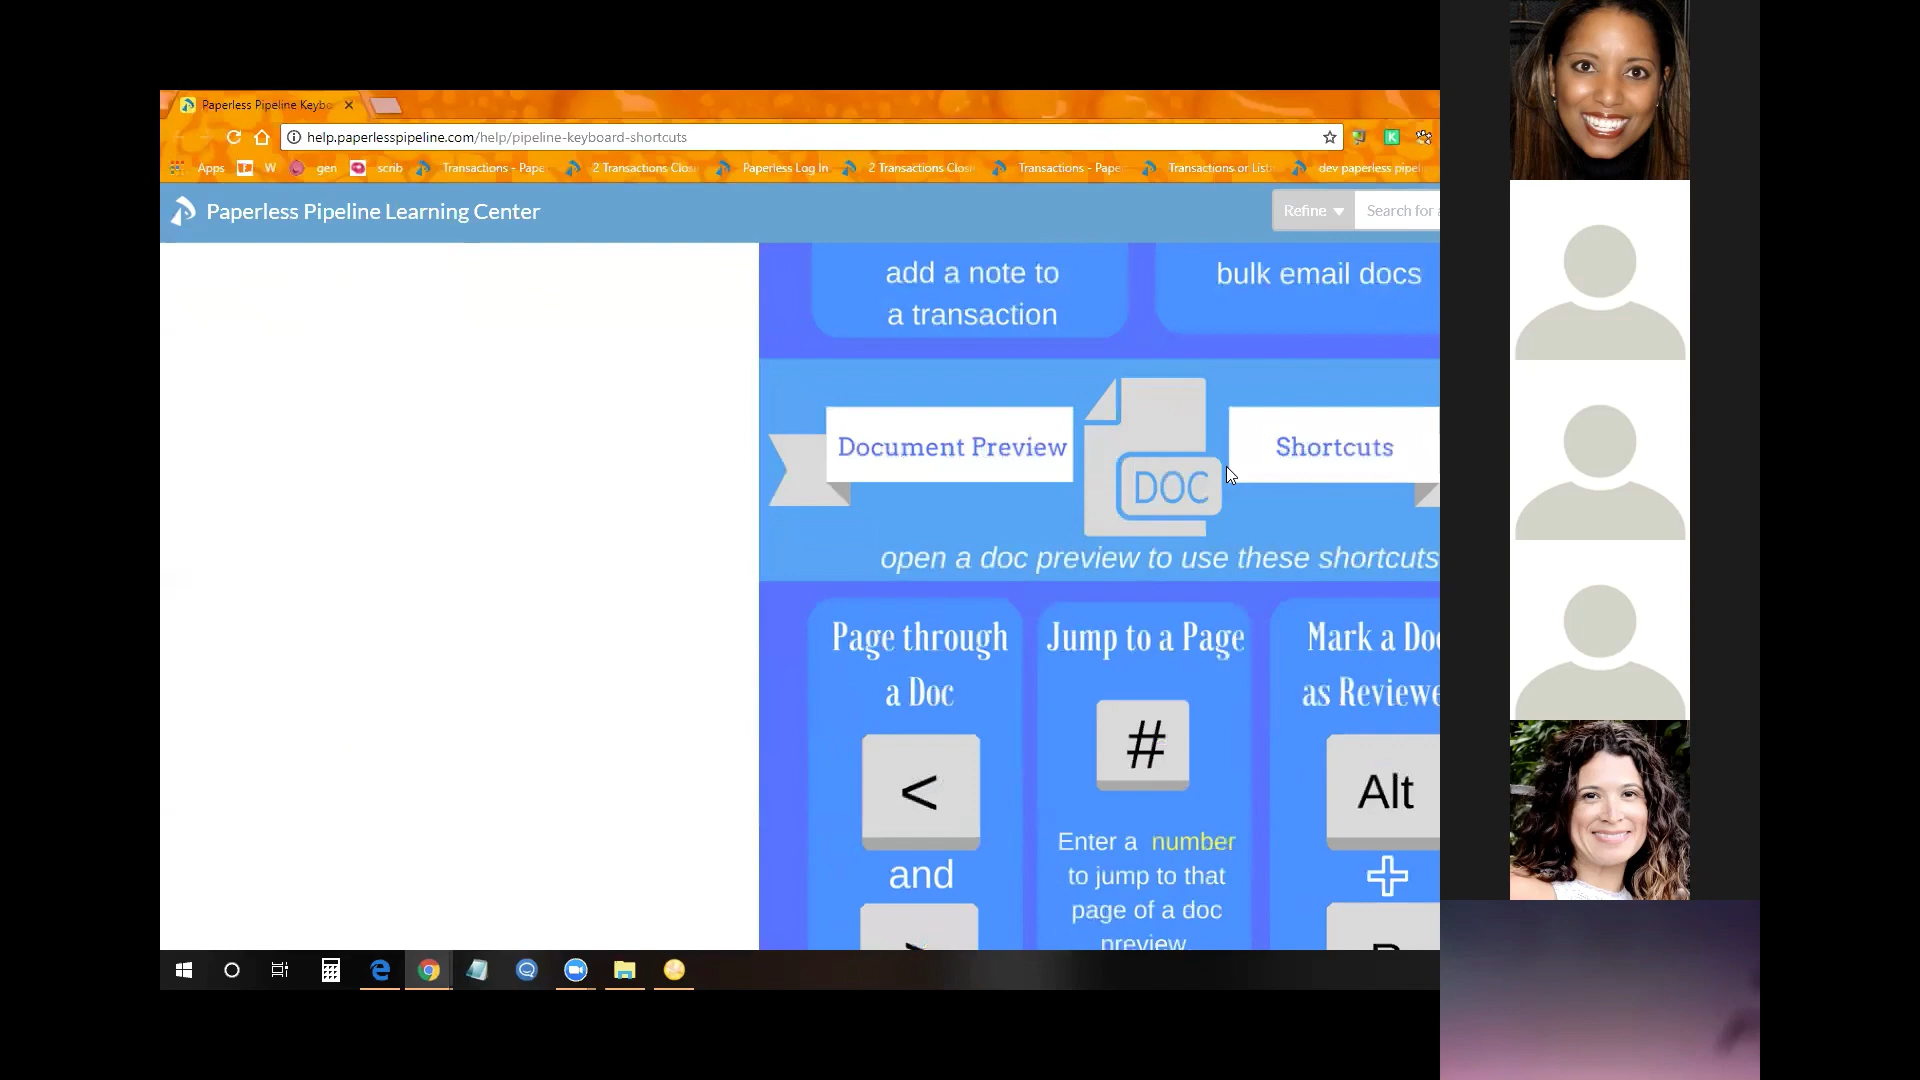 Paperless Pipeline Keybo
help.paperlesspipeline.com/help/pipeline-keyboard-shortcuts
K
Apps W gen scrib Transactions - Pape 2 Transactions Clos Paperless Log In 2 Transactions Closi Transactions - Pape Transactions or Listi dev paperless pipel
Paperless Pipeline Learning Center
Refine
Search for a
add a note to
a transaction
bulk email docs
Document Preview
DOC
Shortcuts
open a doc preview to use these shortcuts
Page through
a Doc
<
and
Jump to a Page
#
Enter a number
to jump to that
page of a doc
preview
Mark a Doc
as Reviewe
Alt